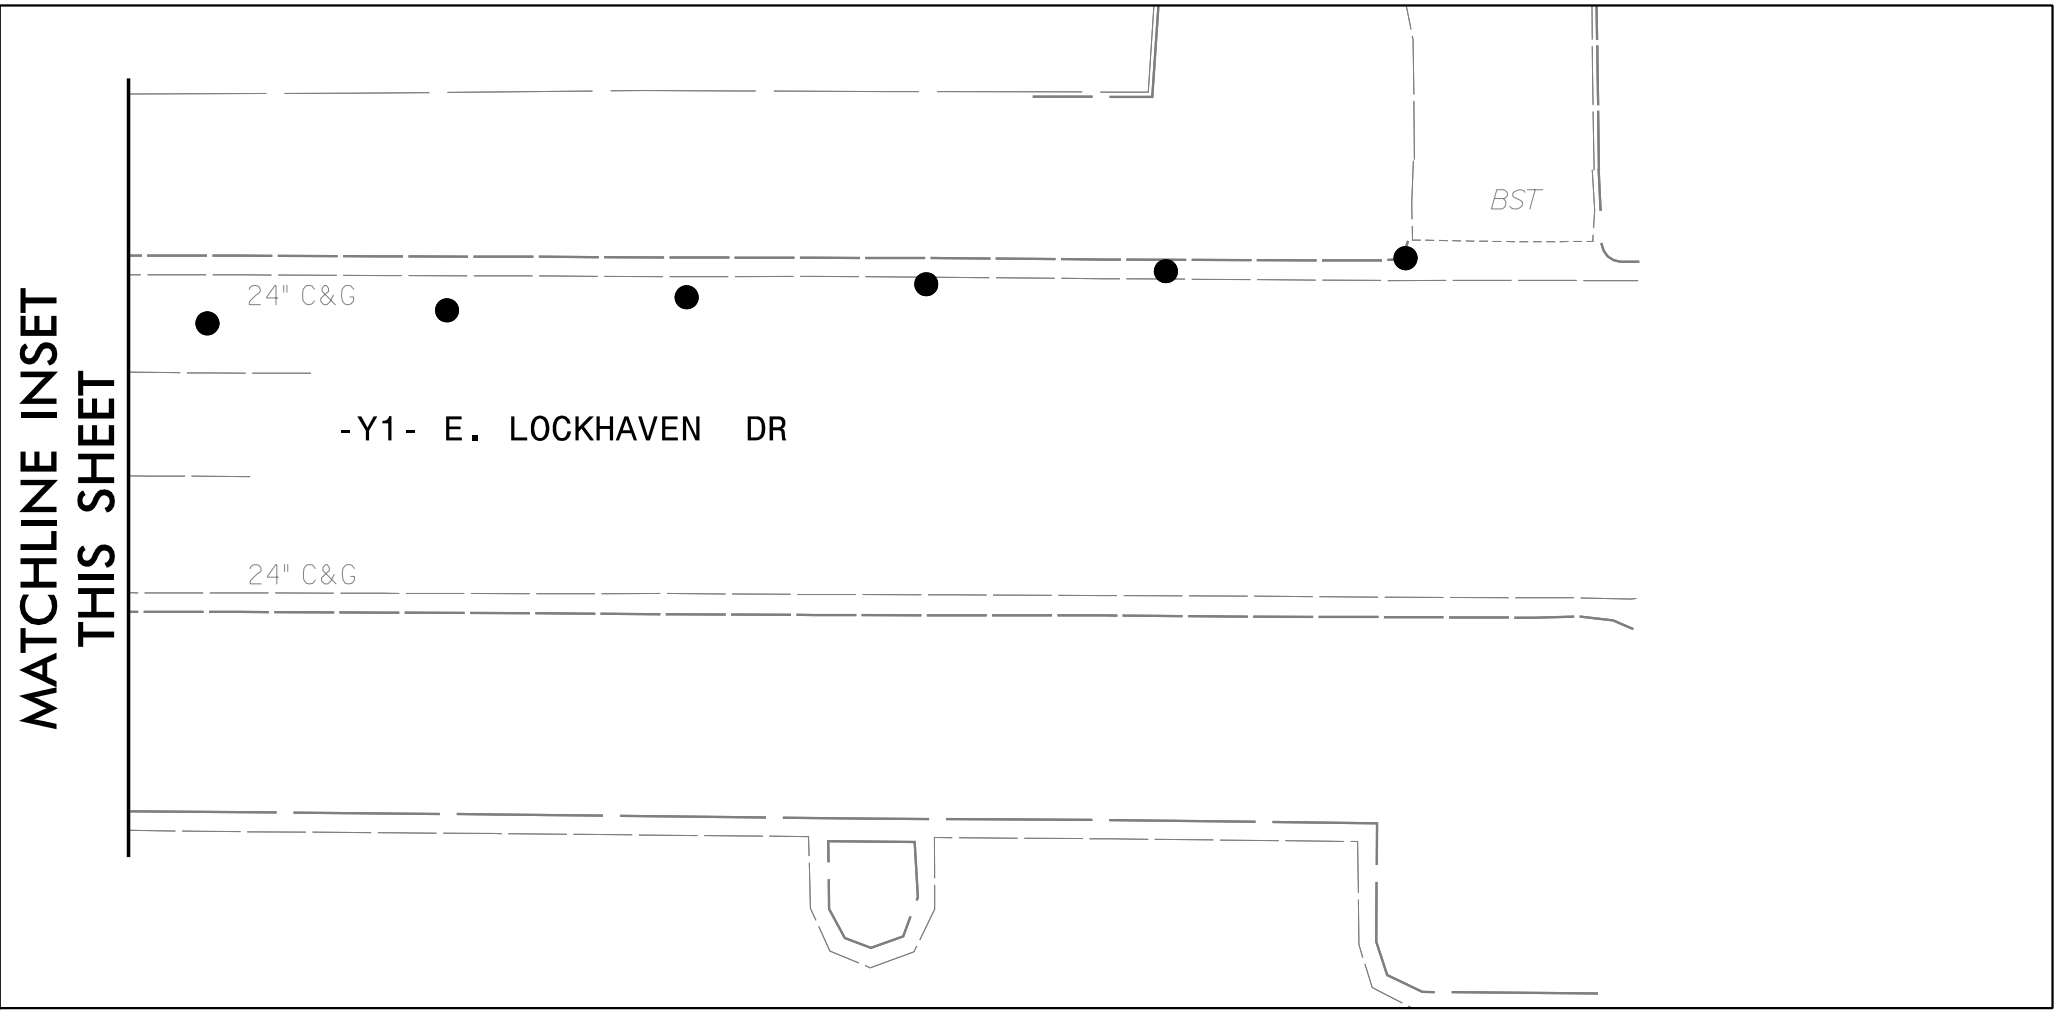 MATCHLINE INSET
THIS SHEET
BST
24" C&G
-Y1- E. LOCKHAVEN DR
24" C&G